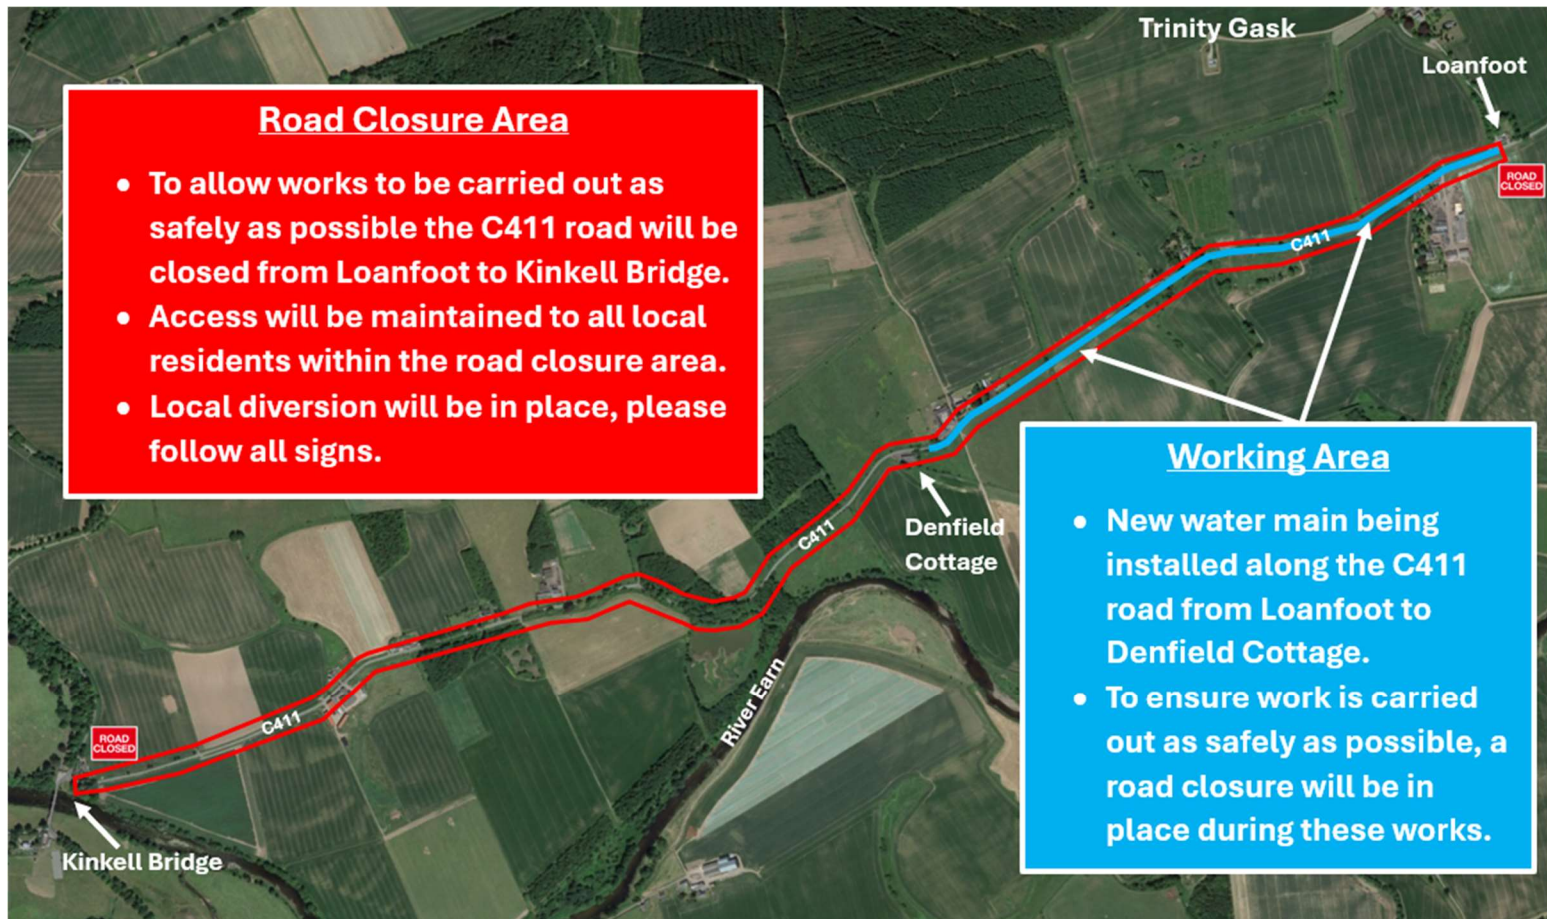 Trinity Gask
Loanfoot
ROAD
CLOSED
Road Closure Area
• To allow works to be carried out as
safely as possible the C411 road will be
closed from Loanfoot to Kinkell Bridge.
• Access will be maintained to all local
residents within the road closure area.
• Local diversion will be in place, please
follow all signs.
C411
Working Area
• New water main being
installed along the C411
road from Loanfoot to
Denfield Cottage.
• To ensure work is carried
out as safely as possible, a
road closure will be in
place during these works.
Denfield
Cottage
C411
River Earn
C411
ROAD
CLOSED
Kinkell Bridge